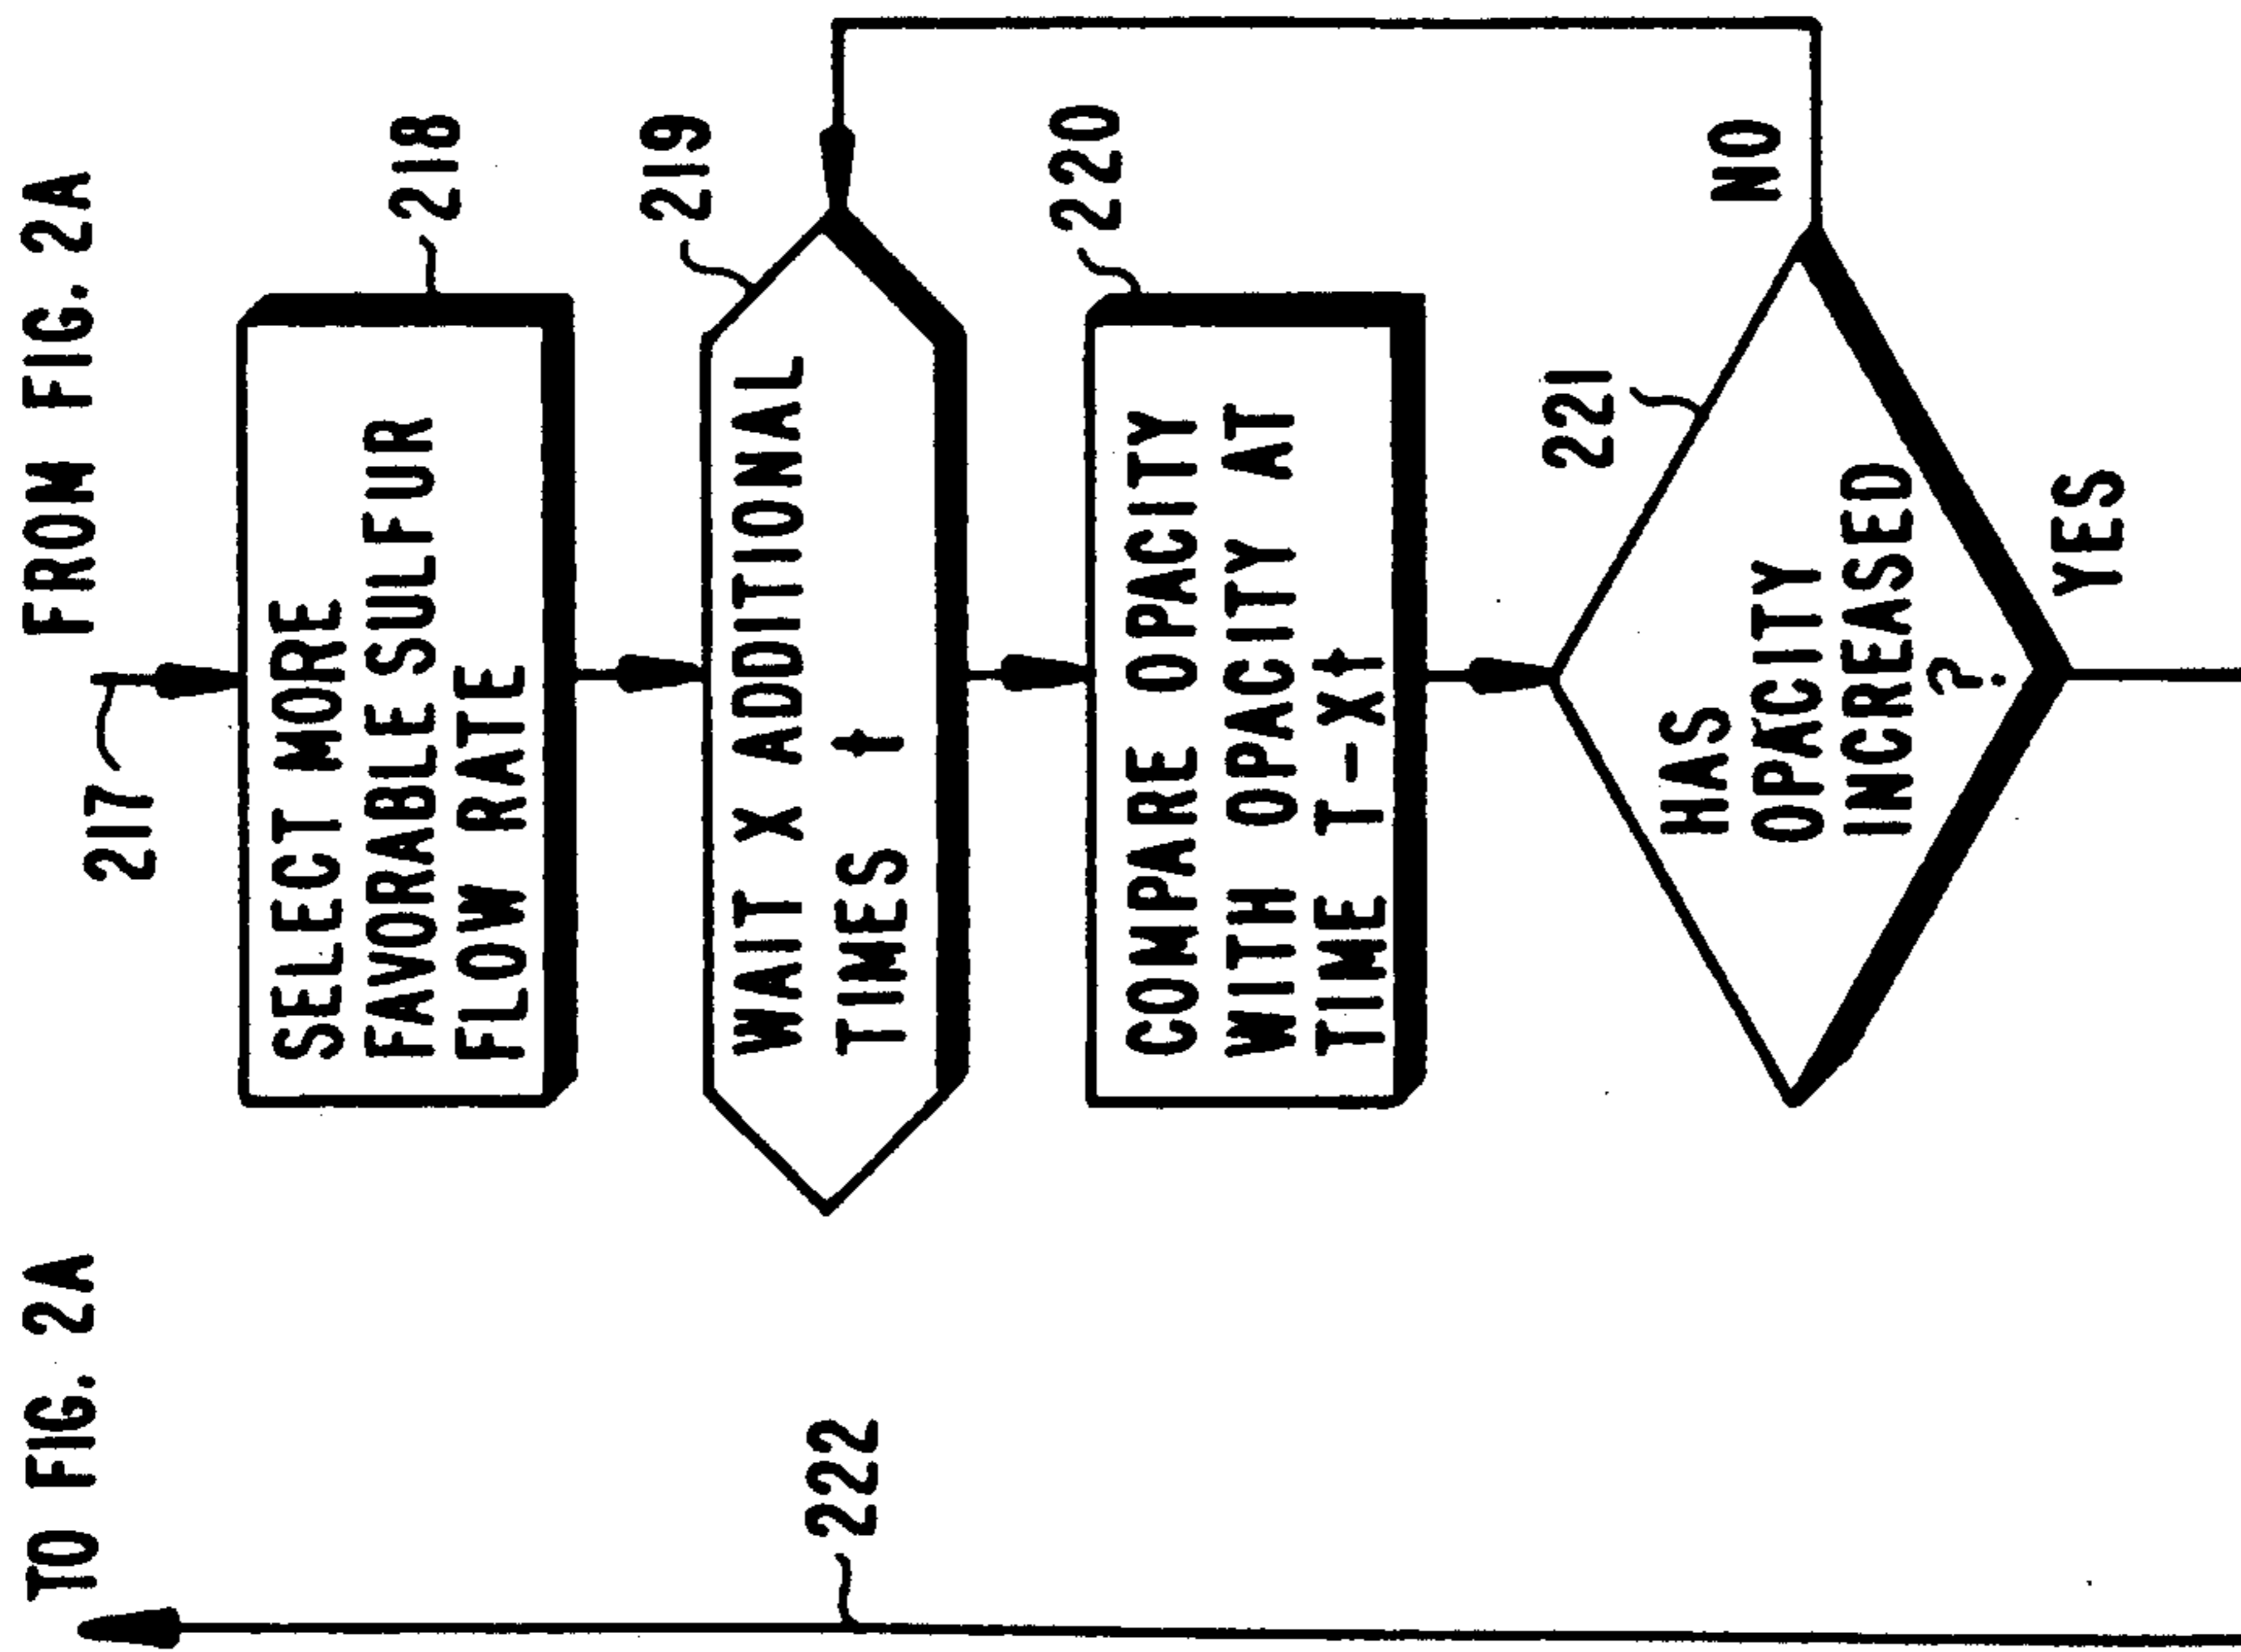 TO FIG. 2A
FROM FIG. 2A
217
SELECT MORE
FAVORABLE SULFUR
FLOW RATE
218
WAIT X ADDITIONAL
TIMES t
219
COMPARE OPACITY
WITH OPACITY AT
TIME T-Xt
220
221
HAS
OPACITY
INCREASED
?
NO
YES
222